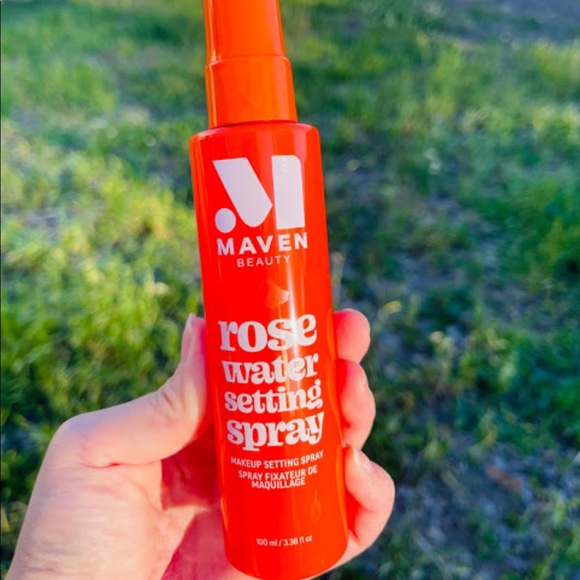 MAVEN
BEAUTY
rose
water
setting
spray
MAKEUP SETTING SPRAY
SPRAY FIXATEUR DE
MAQUILLAGE
100 ml / 3.38 fl oz